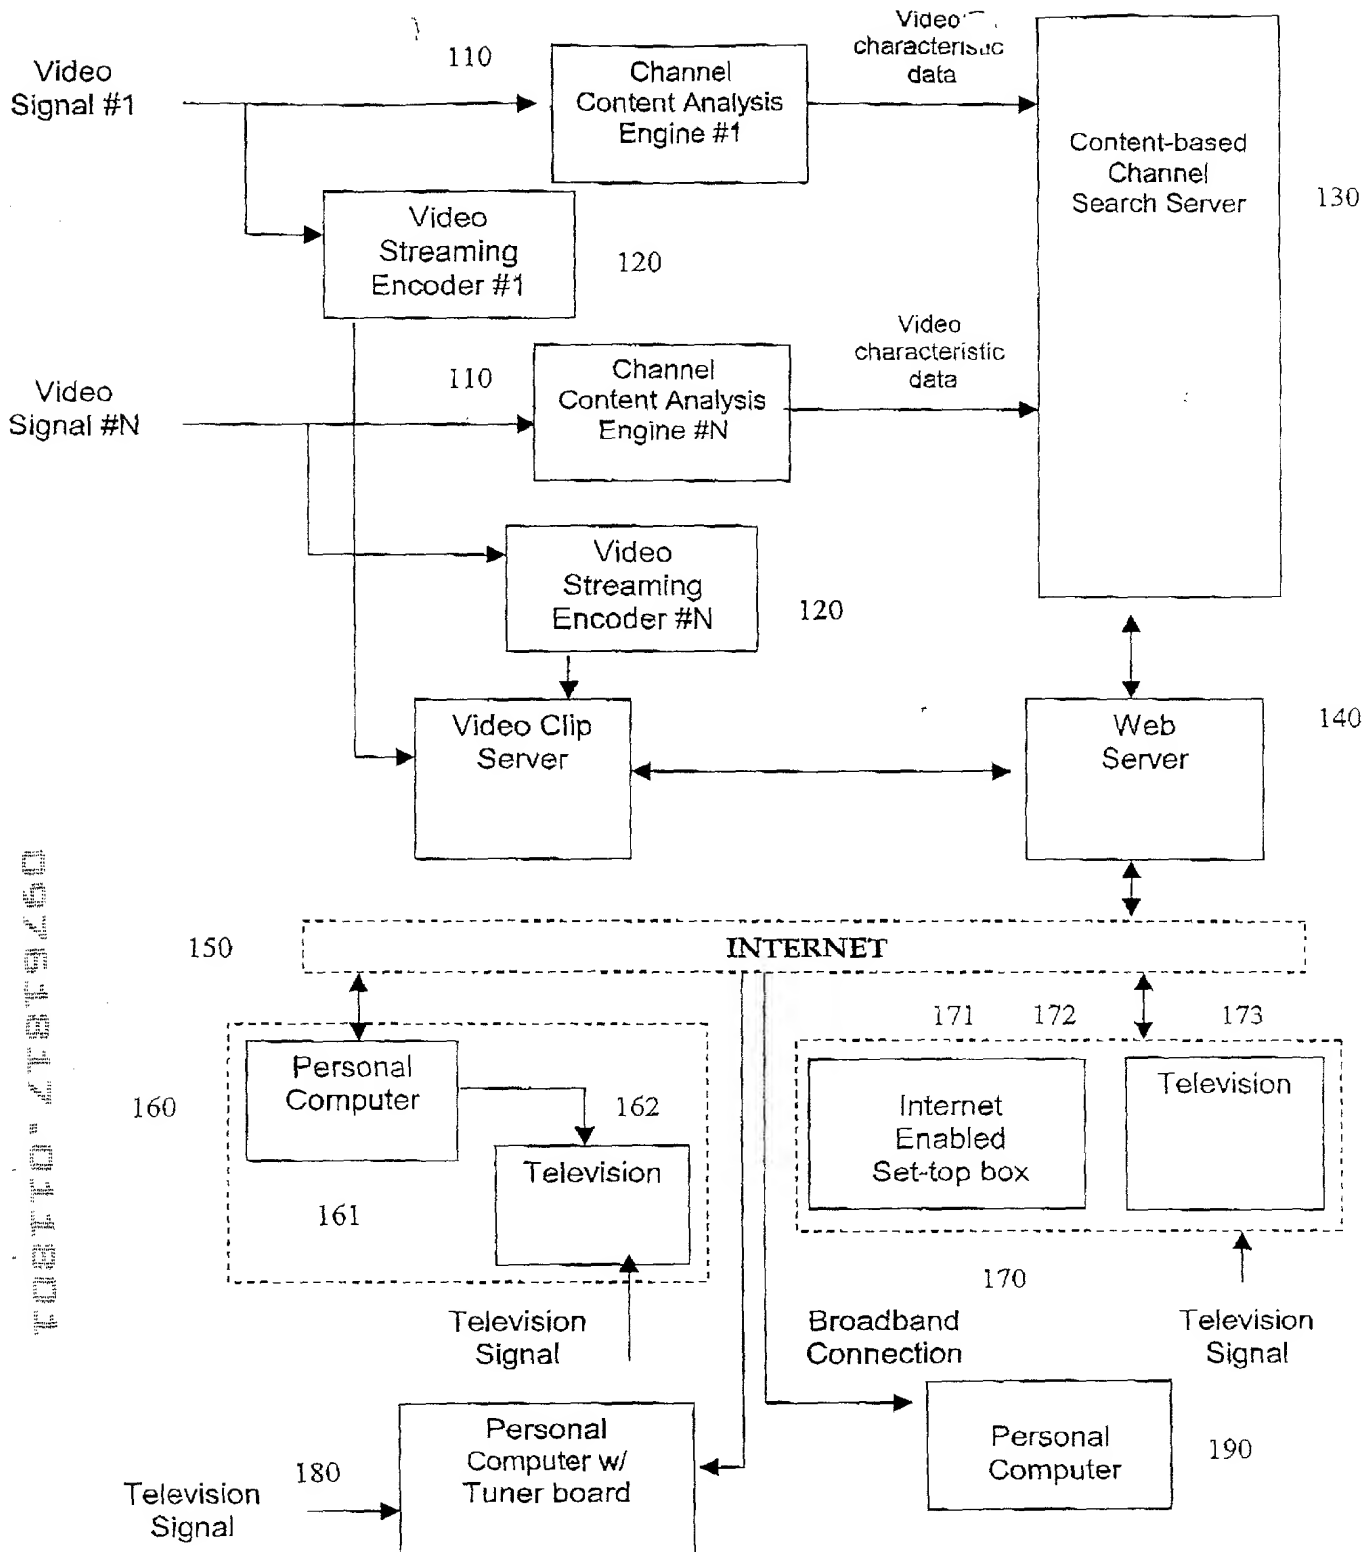 Video
Signal #1
110
Channel
Content Analysis
Engine #1
Video
characteristic
data
Content-based
Channel
Search Server
130
Video
Streaming
Encoder #1
120
Video
Signal #N
110
Channel
Content Analysis
Engine #N
Video
characteristic
data
Video
Streaming
Encoder #N
120
Video Clip
Server
Web
Server
140
150
INTERNET
160
Personal
Computer
161
162
Television
Television
Signal
171
172
173
Internet
Enabled
Set-top box
Television
170
Television
Signal
Broadband
Connection
Personal
Computer
190
180
Television
Signal
Personal
Computer w/
Tuner board